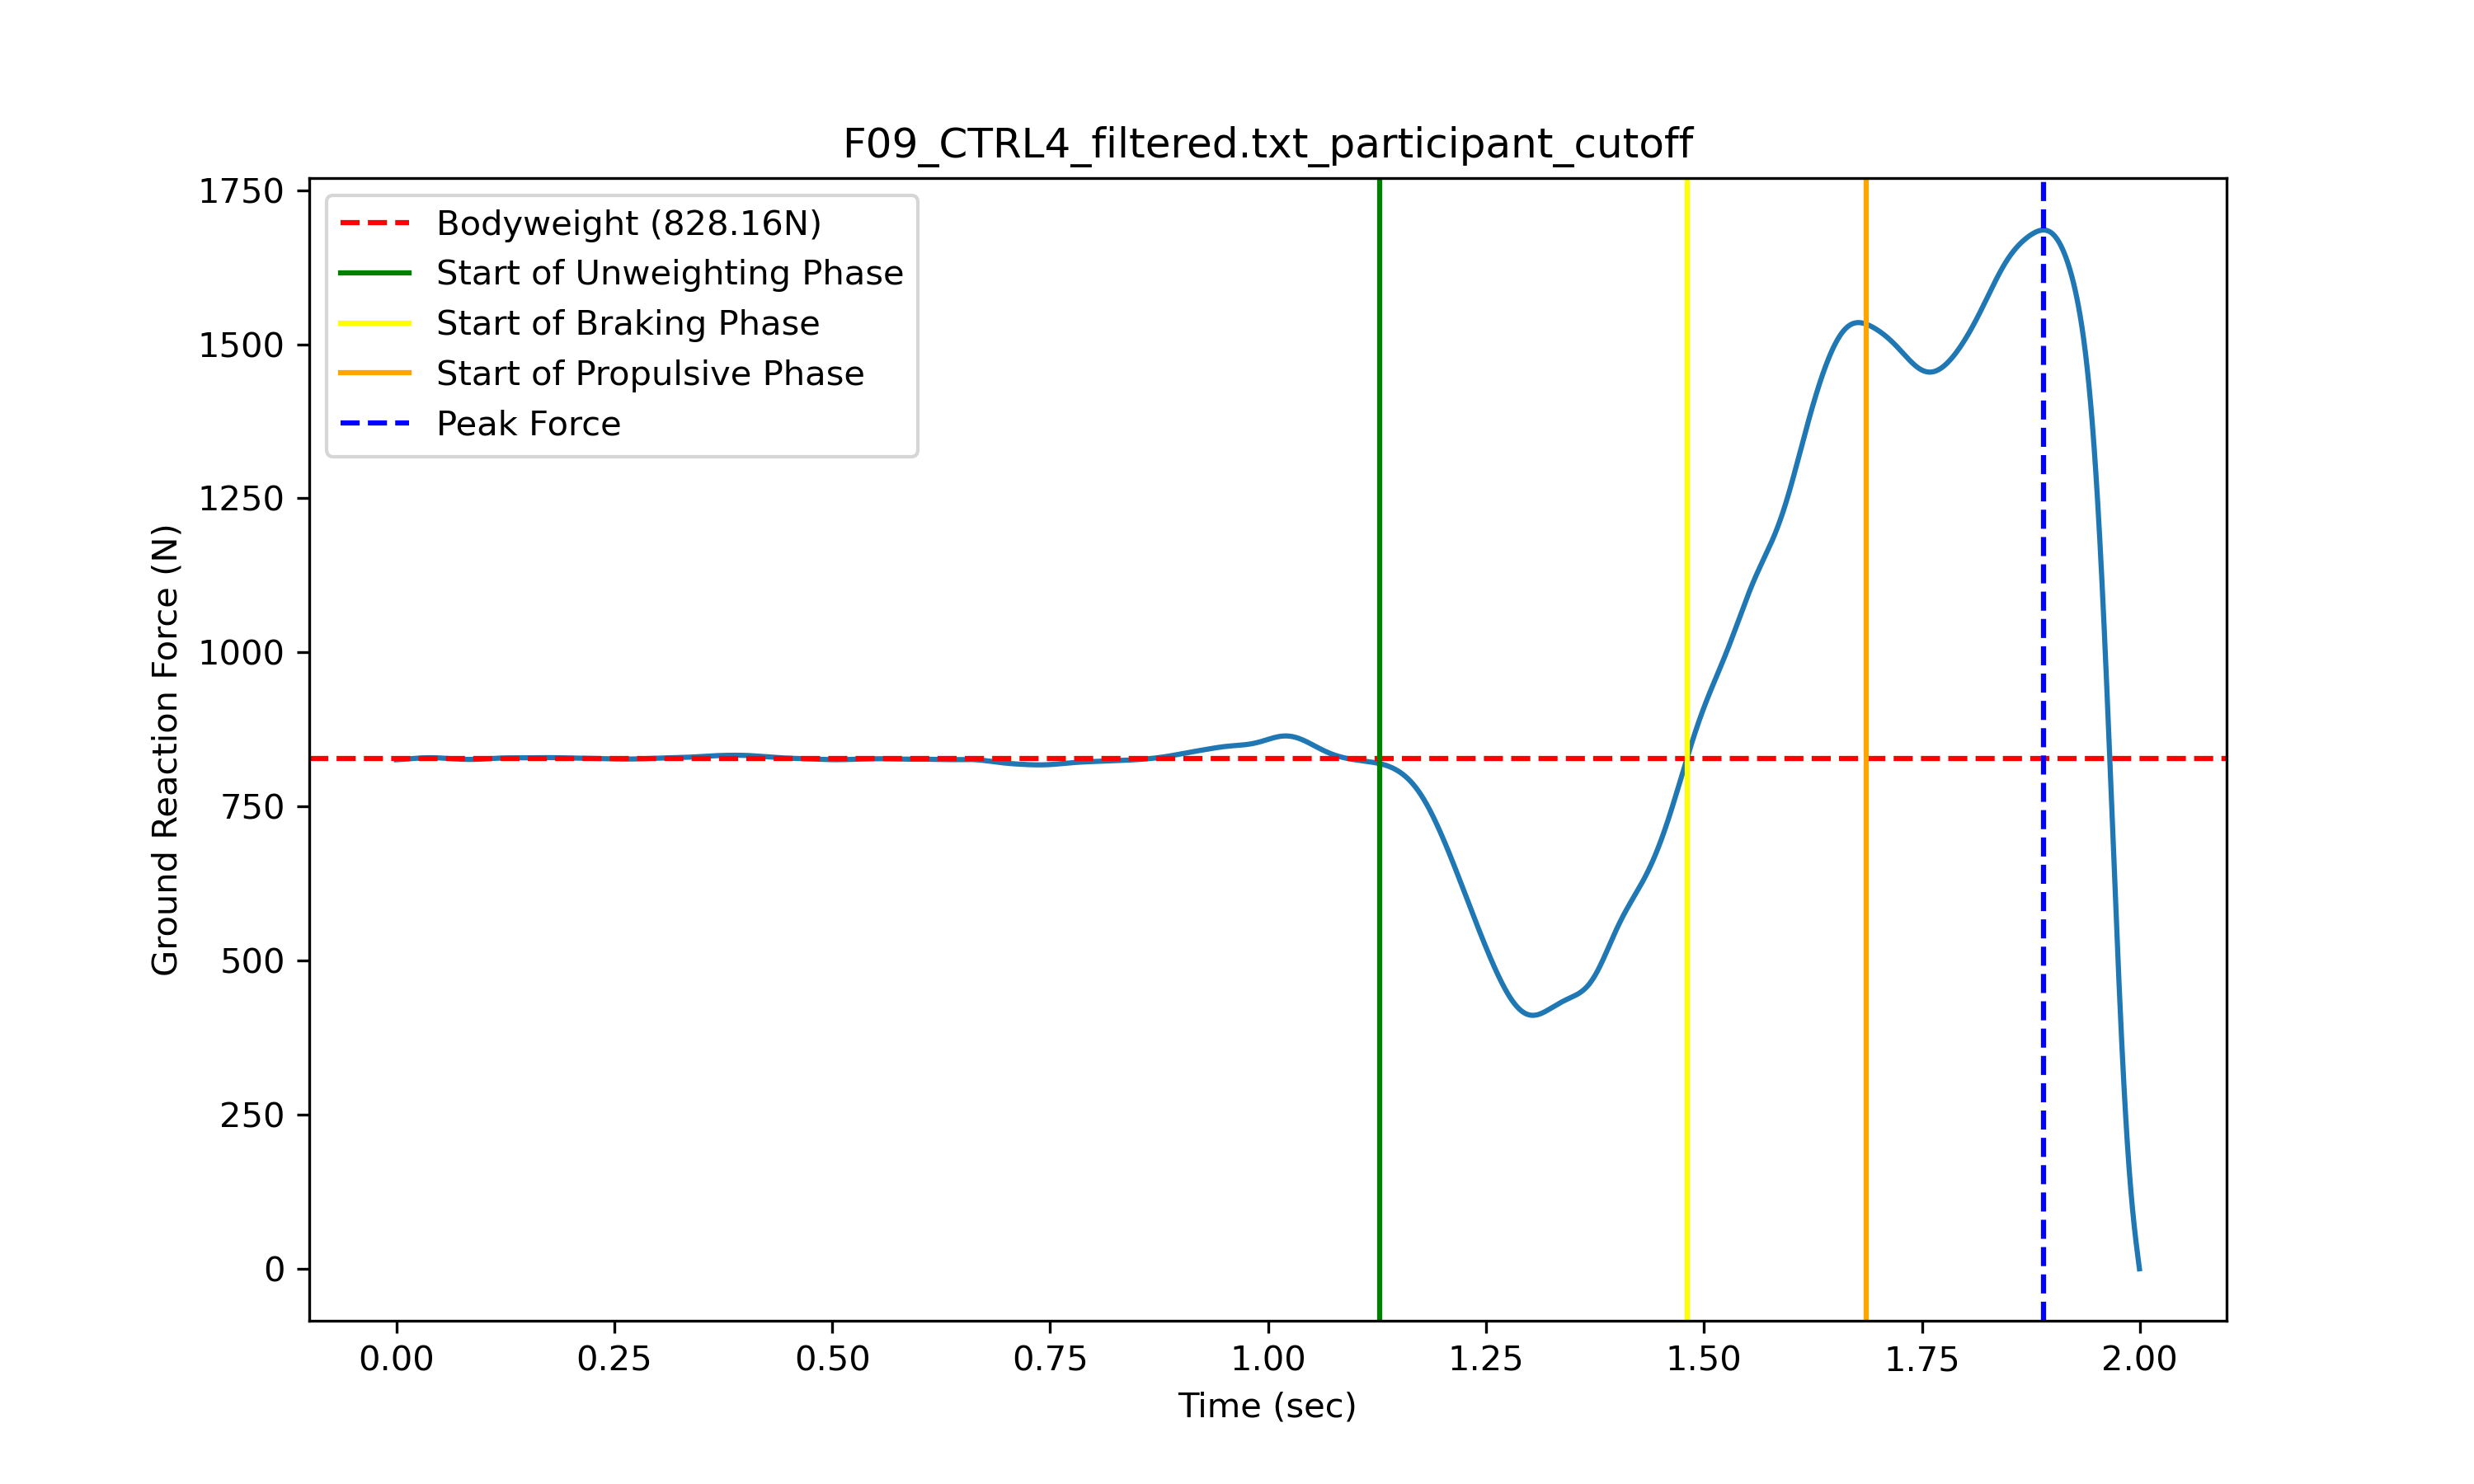 F09_CTRL4_filtered.txt_participant_cutoff
Bodyweight (828.16N)
Start of Unweighting Phase
Start of Braking Phase
Start of Propulsive Phase
Peak Force
Ground Reaction Force (N)
1750
1500
1250
1000
750
500
250
0
0.00 0.25 0.50 0.75 1.00 1.25 1.50 1.75 2.00
Time (sec)